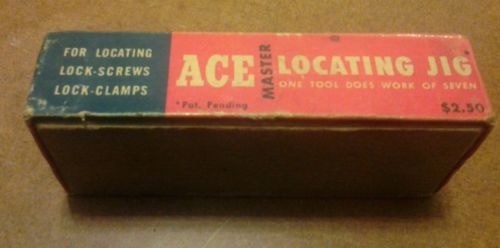 FOR LOCATING
LOCK-SCREWS
LOCK-CLAMPS
ACE MASTER LOCATING JIG*
ONE TOOL DOES WORK OF SEVEN
*Pat. Pending
$2.50